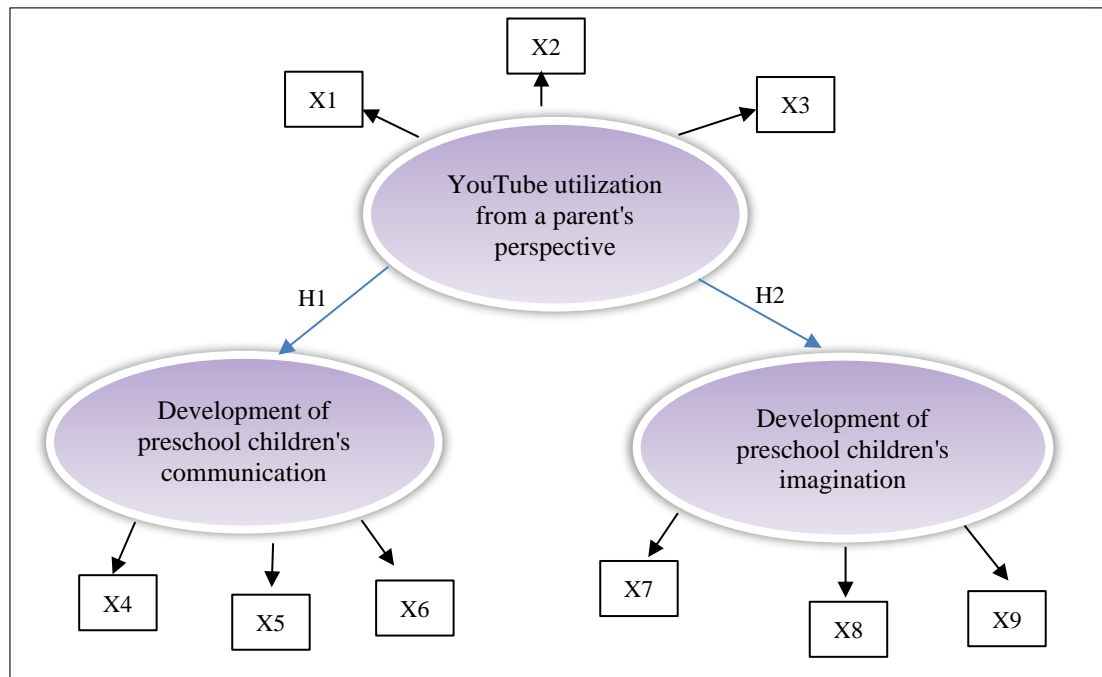 X2
X1
X3
YouTube utilization
from a parent's
perspective
H1
H2
Development of
preschool children's
communication
Development of
preschool children's
imagination
X4
X5
X6
X7
X8
X9